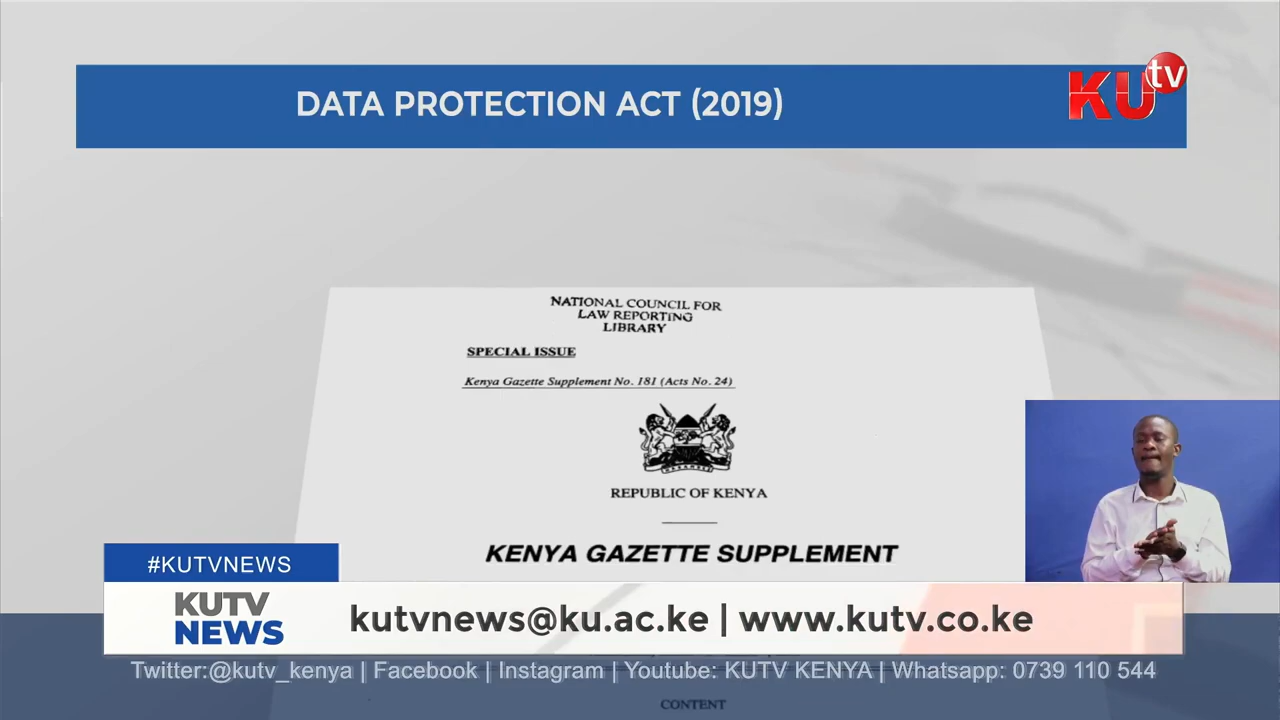 DATA PROTECTION ACT (2019)
KU tv
NATIONAL COUNCIL FOR
LAW REPORTING
LIBRARY
SPECIAL ISSUE
Kenya Gazette Supplement No. 181 (Acts No. 24)
REPUBLIC OF KENYA
KENYA GAZETTE SUPPLEMENT
#KUTVNEWS
KUTV
NEWS
kutvnews@ku.ac.ke | www.kutv.co.ke
Twitter:@kutv_kenya | Facebook | Instagram | Youtube: KUTV KENYA | Whatsapp: 0739 110 544
CONTENT